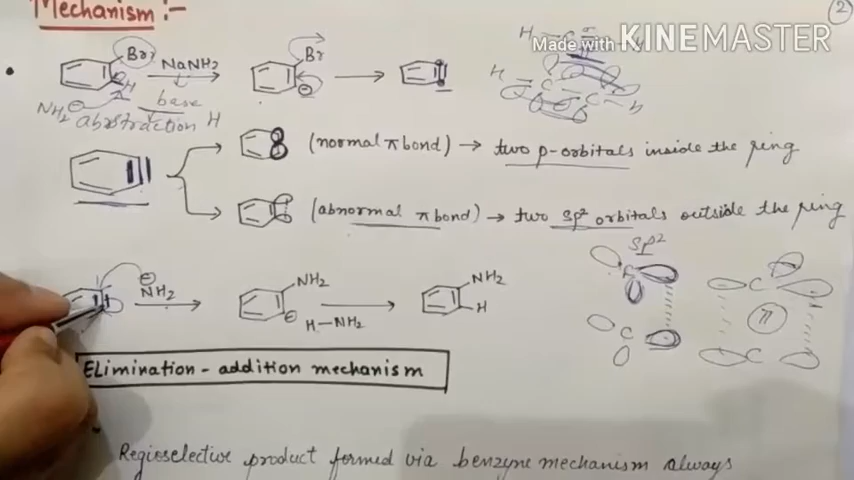 Mechanism :-
2
Made with KINEMASTER
Br
H
NaNH2
base
NH2⊖
abstraction H
Br
⊖
(normal π bond) → two p-orbitals inside the ring
(abnormal π bond) → two sp² orbitals outside the ring
sp²
C
C
C
C
π
⊖NH2
NH2
⊖
H-NH2
NH2
H
Elimination - addition mechanism
Regioselective product formed via benzyne mechanism always